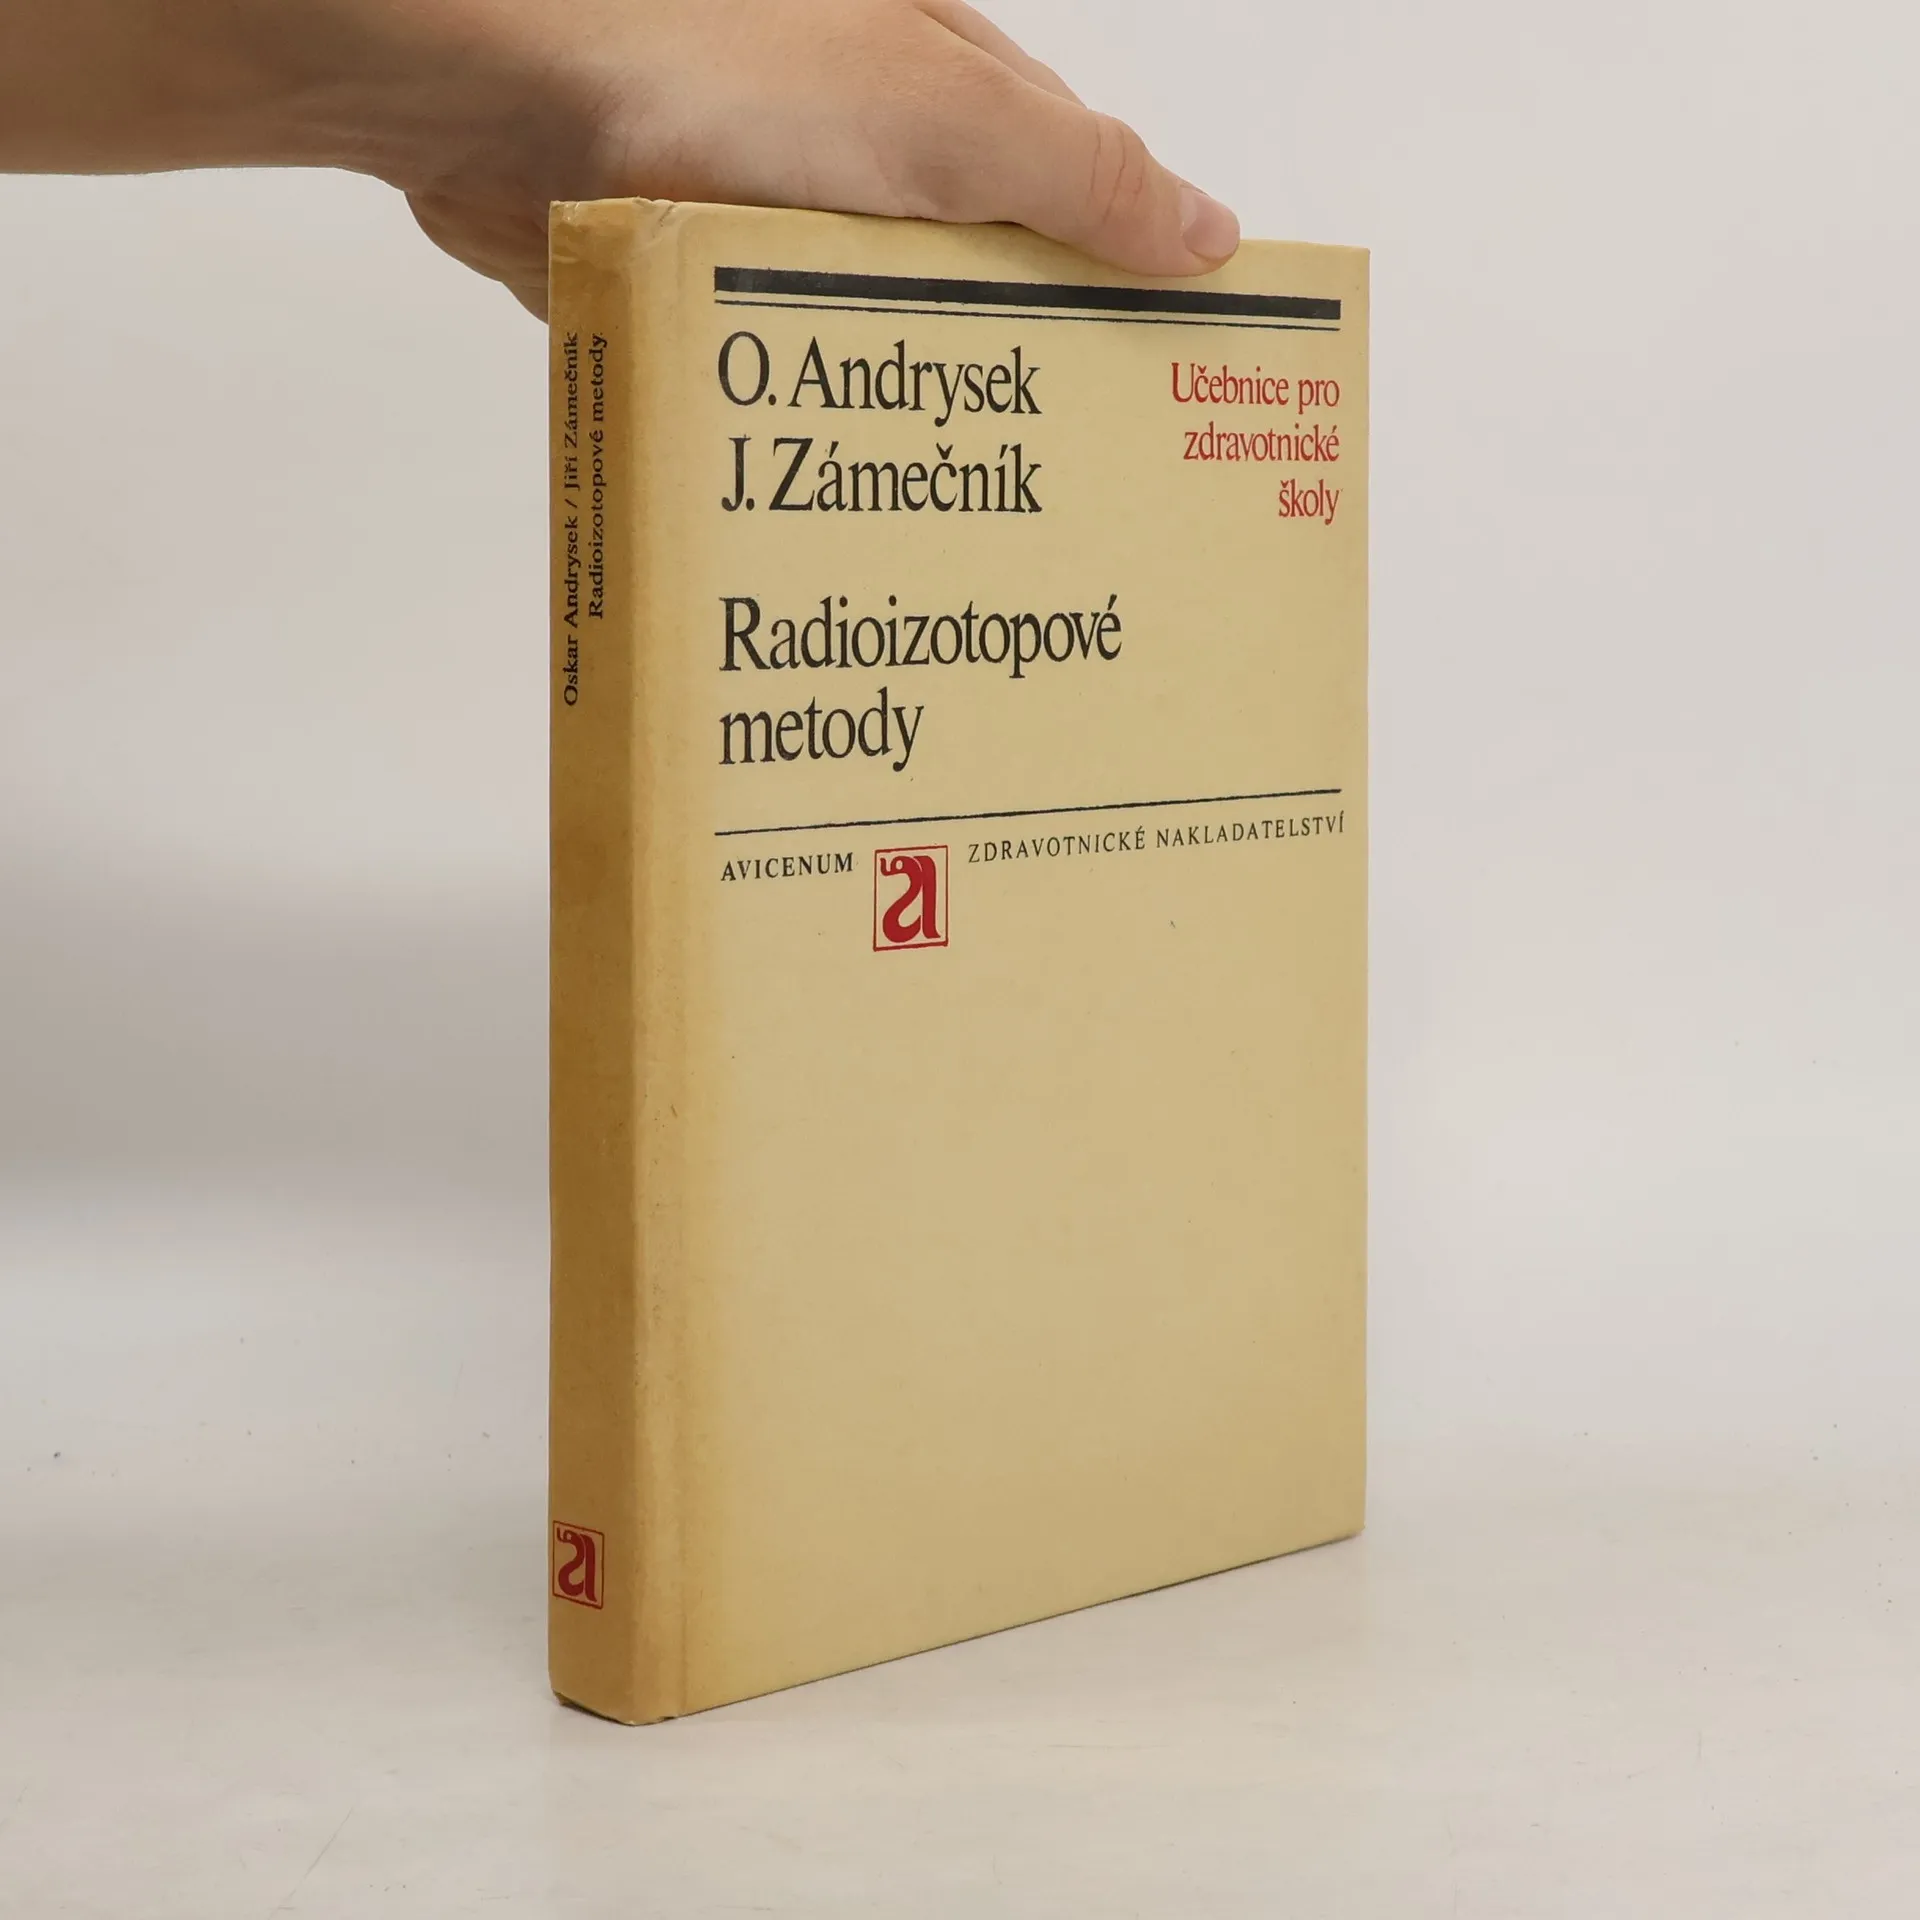 O. Andrysek
J. Zámečník
Učebnice pro
zdravotnické
školy
Radioizotopové
metody
AVICENUM
ZDRAVOTNICKÉ NAKLADATELSTVÍ
Oskar Andrysek / Jiří Zámečník
Radioizotopové metody